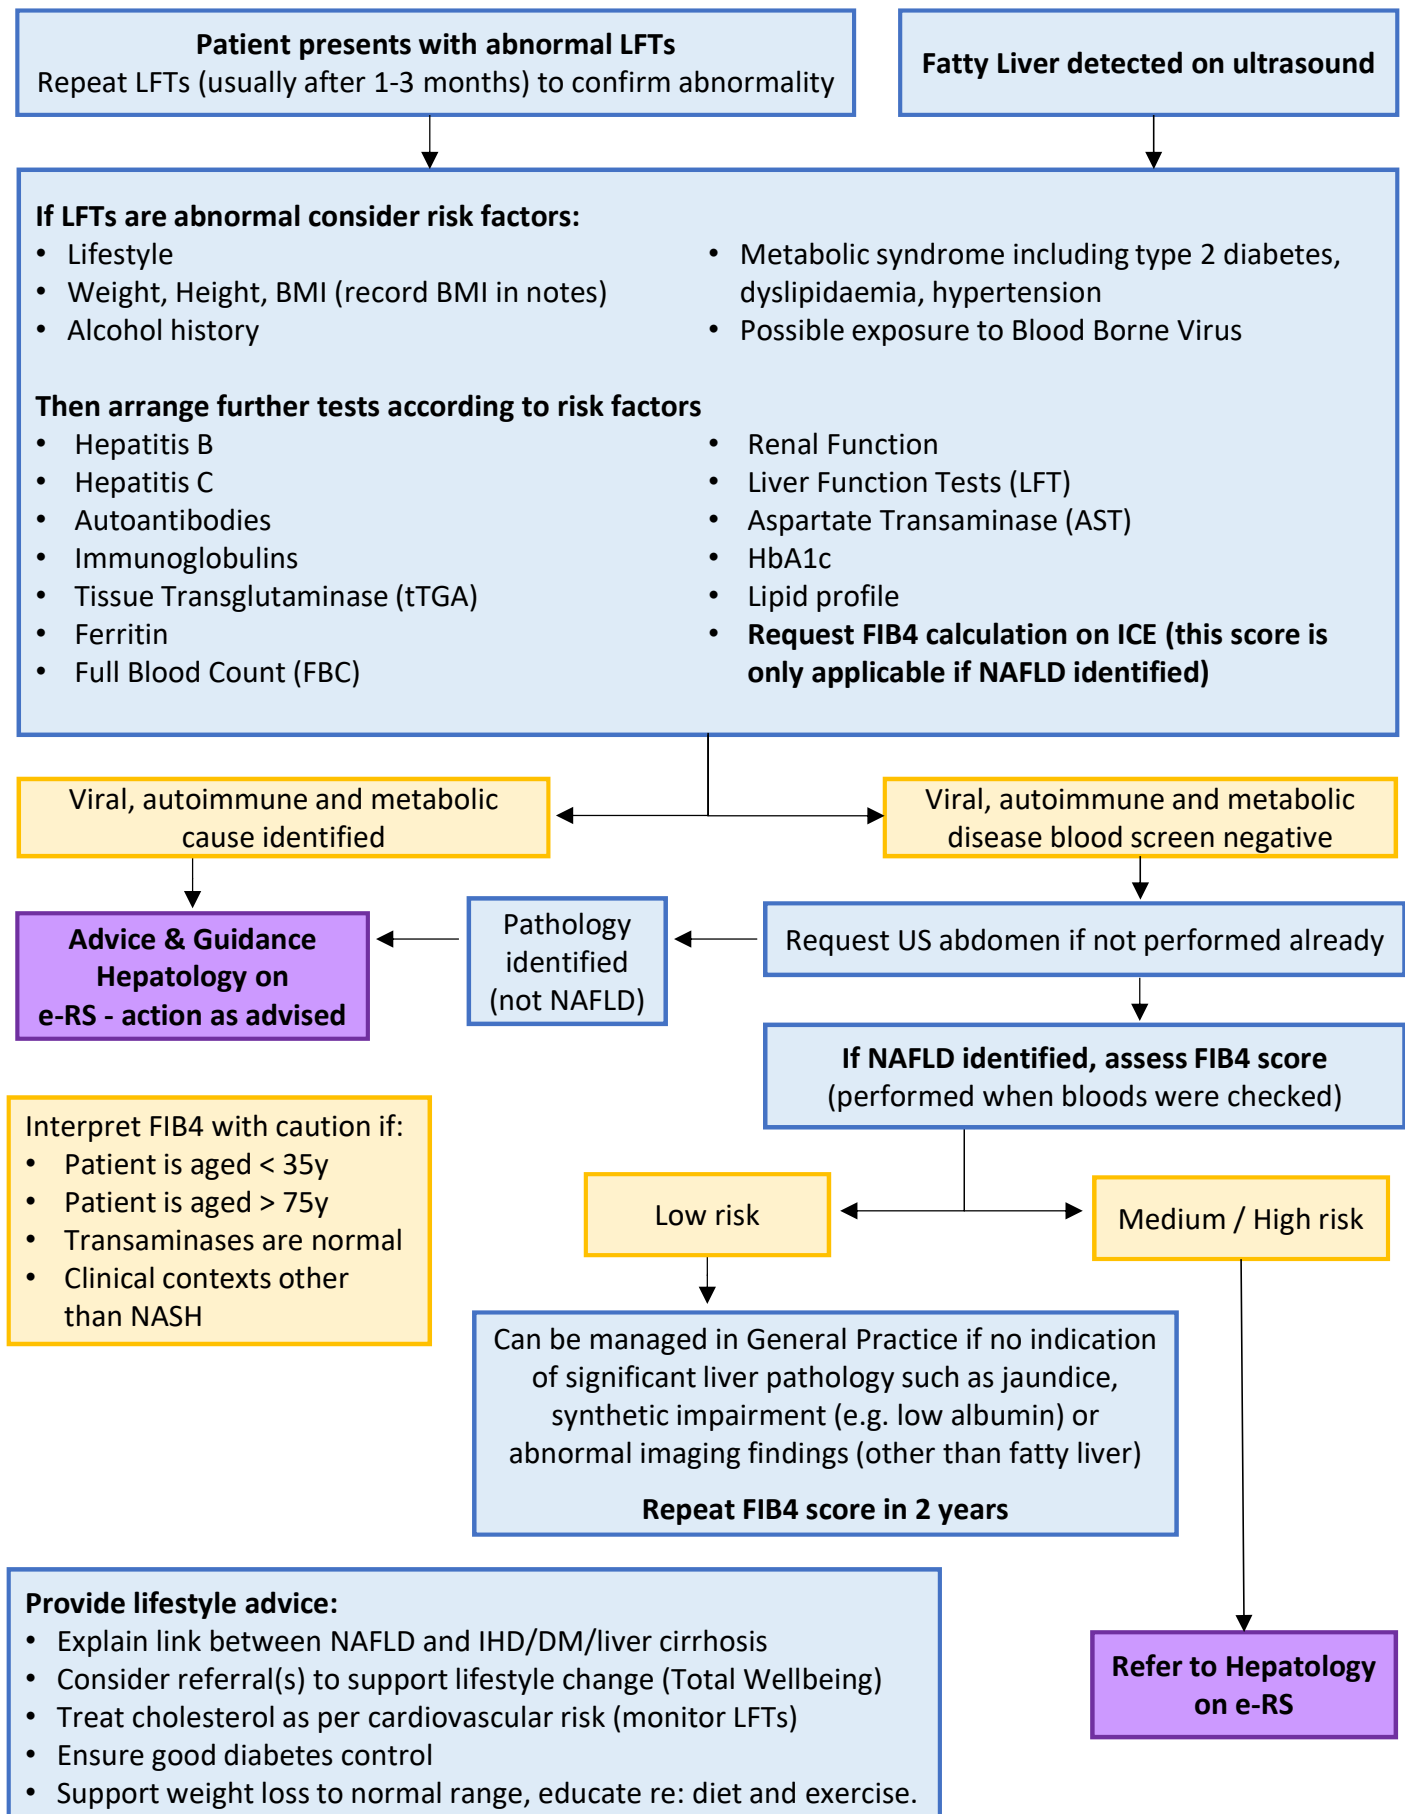 Patient presents with abnormal LFTs
Repeat LFTs (usually after 1-3 months) to confirm abnormality
Fatty Liver detected on ultrasound
If LFTs are abnormal consider risk factors:
• Lifestyle
• Weight, Height, BMI (record BMI in notes)
• Alcohol history
• Metabolic syndrome including type 2 diabetes,
dyslipidaemia, hypertension
• Possible exposure to Blood Borne Virus
Then arrange further tests according to risk factors
• Hepatitis B
• Hepatitis C
• Autoantibodies
• Immunoglobulins
• Tissue Transglutaminase (tTGA)
• Ferritin
• Full Blood Count (FBC)
• Renal Function
• Liver Function Tests (LFT)
• Aspartate Transaminase (AST)
• HbA1c
• Lipid profile
• Request FIB4 calculation on ICE (this score is
only applicable if NAFLD identified)
Viral, autoimmune and metabolic
cause identified
Viral, autoimmune and metabolic
disease blood screen negative
Advice & Guidance
Hepatology on
e-RS - action as advised
Pathology
identified
(not NAFLD)
Request US abdomen if not performed already
If NAFLD identified, assess FIB4 score
(performed when bloods were checked)
Interpret FIB4 with caution if:
• Patient is aged < 35y
• Patient is aged > 75y
• Transaminases are normal
• Clinical contexts other
than NASH
Low risk
Medium / High risk
Can be managed in General Practice if no indication
of significant liver pathology such as jaundice,
synthetic impairment (e.g. low albumin) or
abnormal imaging findings (other than fatty liver)
Repeat FIB4 score in 2 years
Provide lifestyle advice:
• Explain link between NAFLD and IHD/DM/liver cirrhosis
• Consider referral(s) to support lifestyle change (Total Wellbeing)
• Treat cholesterol as per cardiovascular risk (monitor LFTs)
• Ensure good diabetes control
• Support weight loss to normal range, educate re: diet and exercise.
Refer to Hepatology
on e-RS